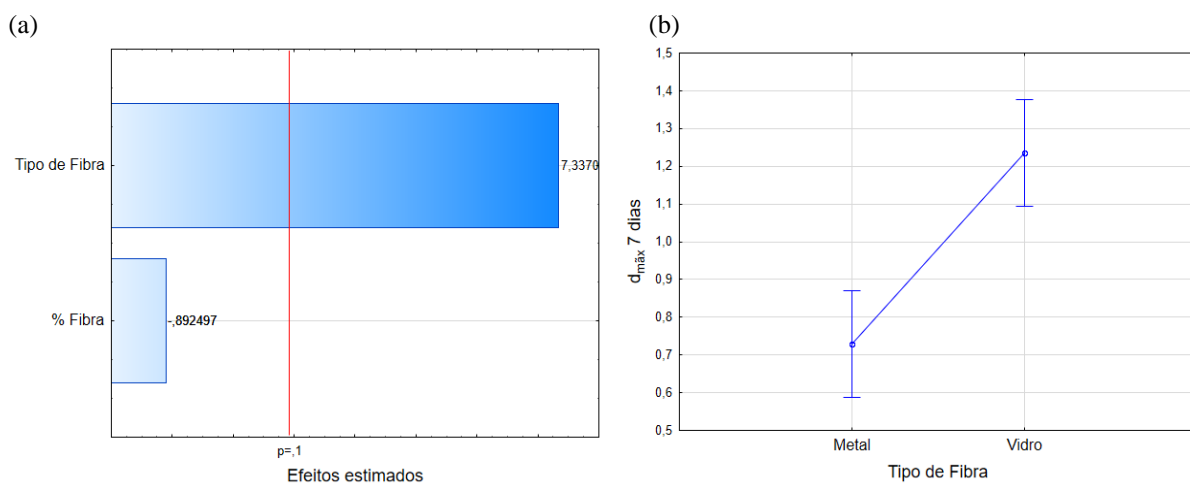 (a)
Tipo de Fibra
7,3370
% Fibra
-,892497
p=,1
Efeitos estimados
(b)
1,5
1,4
1,3
1,2
1,1
1,0
0,9
0,8
0,7
0,6
0,5
d máx 7 dias
Metal
Vidro
Tipo de Fibra